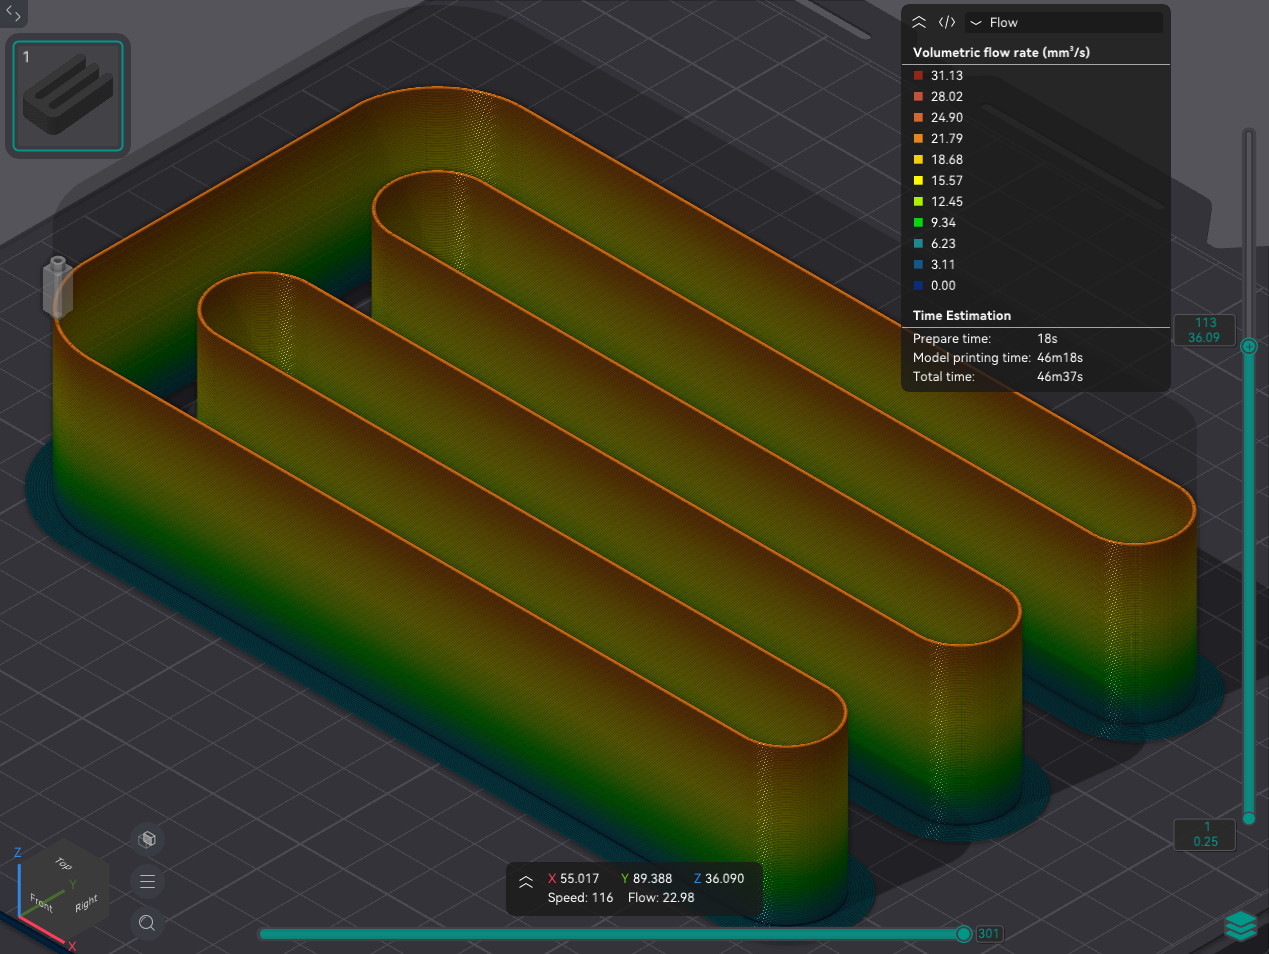 1
Flow
Volumetric flow rate (mm³/s)
31.13
28.02
24.90
21.79
18.68
15.57
12.45
9.34
6.23
3.11
0.00
Time Estimation
Prepare time: 18s
Model printing time: 46m18s
Total time: 46m37s
113
36.09
1
0.25
X 55.017 Y 89.388 Z 36.090
Speed: 116 Flow: 22.98
301
Z
Top
Y
Front
Right
X